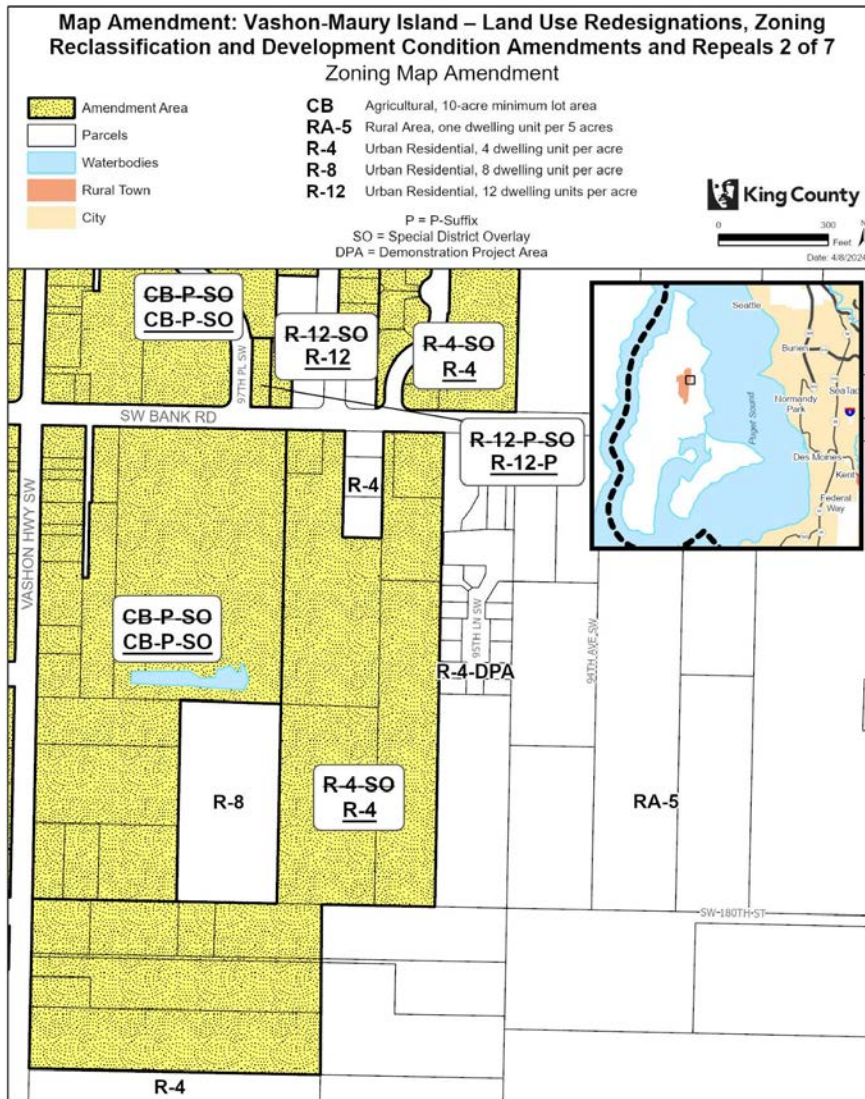 Map Amendment: Vashon-Maury Island – Land Use Redesignations, Zoning
Reclassification and Development Condition Amendments and Repeals 2 of 7
Zoning Map Amendment
Amendment Area
Parcels
Waterbodies
Rural Town
City
CB Agricultural, 10-acre minimum lot area
RA-5 Rural Area, one dwelling unit per 5 acres
R-4 Urban Residential, 4 dwelling unit per acre
R-8 Urban Residential, 8 dwelling unit per acre
R-12 Urban Residential, 12 dwelling units per acre
P = P-Suffix
SO = Special District Overlay
DPA = Demonstration Project Area
King County
0 300
Feet
N
Date: 4/8/2024
CB-P-SO
CB-P-SO
97TH PL SW
R-12-SO
R-12
R-4-SO
R-4
SW BANK RD
R-12-P-SO
R-12-P
R-4
VASHON HWY SW
CB-P-SO
CB-P-SO
95TH LN SW
94TH AVE SW
R-4-DPA
R-8
R-4-SO
R-4
RA-5
SW 180TH ST
R-4
Seattle
Burien
SeaTac
Normandy
Park
Puget Sound
Des Moines
Kent
Federal
Way